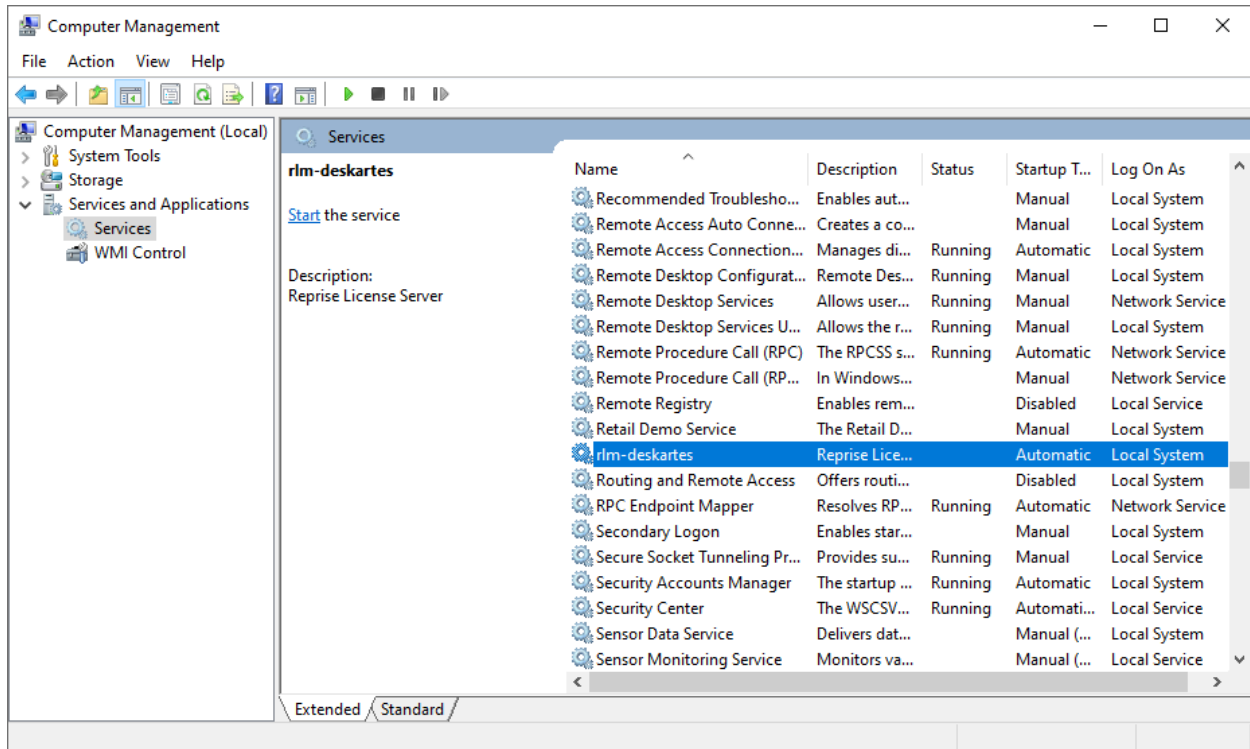 Computer Management
File Action View Help
Computer Management (Local)
System Tools
Storage
Services and Applications
Services
WMI Control
Services
rlm-deskartes
Start the service
Description:
Reprise License Server
Name Description Status Startup T... Log On As
Recommended Troublesho... Enables aut... Manual Local System
Remote Access Auto Conne... Creates a co... Manual Local System
Remote Access Connection... Manages di... Running Automatic Local System
Remote Desktop Configurat... Remote Des... Running Manual Local System
Remote Desktop Services Allows user... Running Manual Network Service
Remote Desktop Services U... Allows the r... Running Manual Local System
Remote Procedure Call (RPC) The RPCSS s... Running Automatic Network Service
Remote Procedure Call (RP... In Windows... Manual Network Service
Remote Registry Enables rem... Disabled Local Service
Retail Demo Service The Retail D... Manual Local System
rlm-deskartes Reprise Lice... Automatic Local System
Routing and Remote Access Offers routi... Disabled Local System
RPC Endpoint Mapper Resolves RP... Running Automatic Network Service
Secondary Logon Enables star... Manual Local System
Secure Socket Tunneling Pr... Provides su... Running Manual Local Service
Security Accounts Manager The startup ... Running Automatic Local System
Security Center The WSCSV... Running Automati... Local Service
Sensor Data Service Delivers dat... Manual (... Local System
Sensor Monitoring Service Monitors va... Manual (... Local Service
Extended Standard